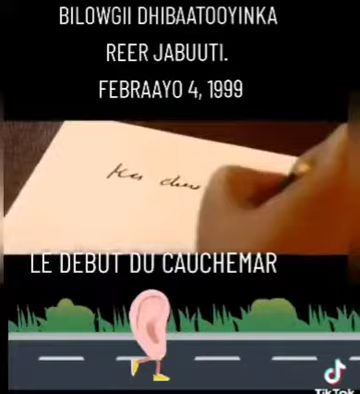 BILOWGII DHIBAATOOYINKA
REER JABUUTI.
FEBRAAYO 4, 1999
LE DEBUT DU CAUCHEMAR
TikTok